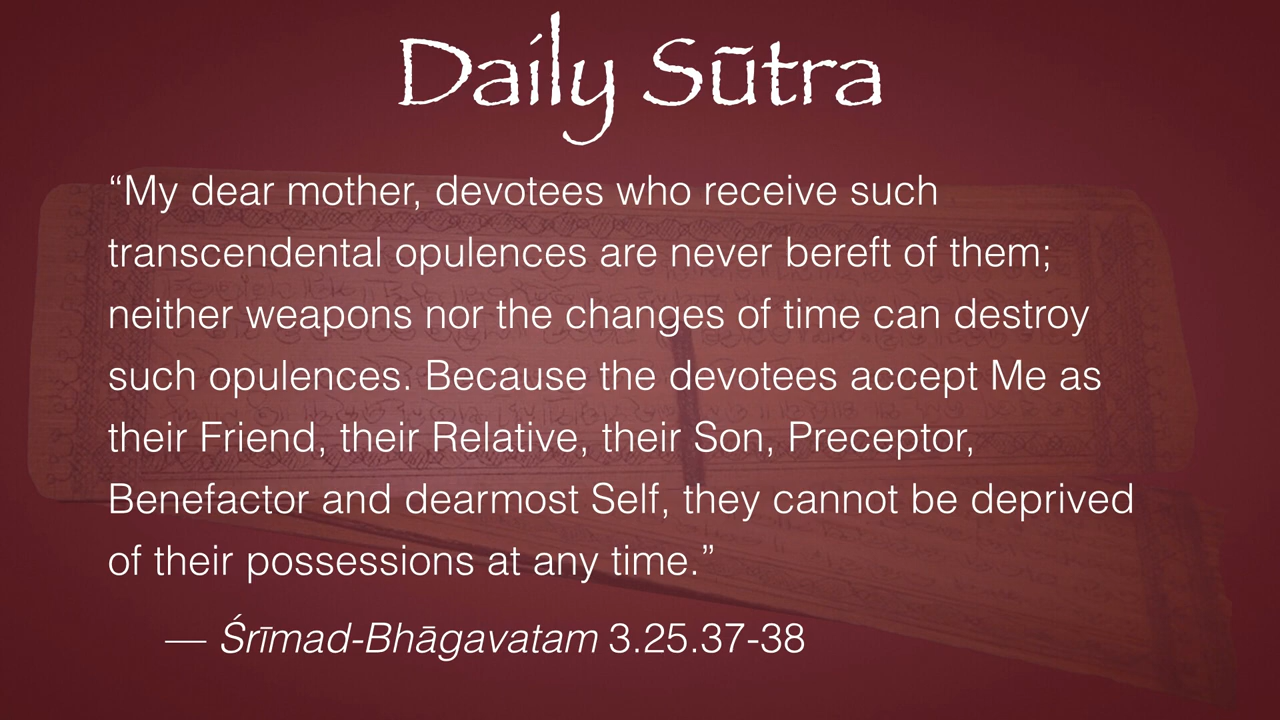 Daily Sūtra
“My dear mother, devotees who receive such
transcendental opulences are never bereft of them;
neither weapons nor the changes of time can destroy
such opulences. Because the devotees accept Me as
their Friend, their Relative, their Son, Preceptor,
Benefactor and dearmost Self, they cannot be deprived
of their possessions at any time.”
— Śrīmad-Bhāgavatam 3.25.37-38